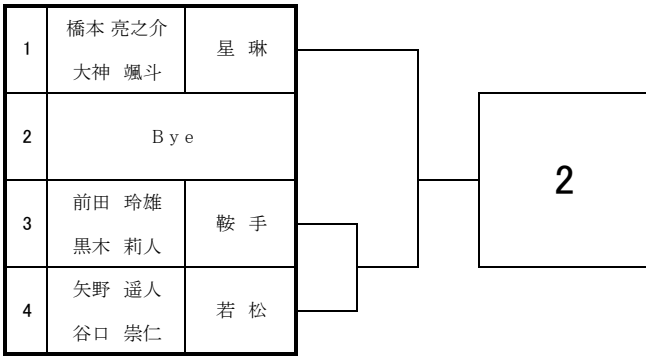 1
橋本 亮之介
大神 颯斗
星 琳
2
Bye
3
前田 玲雄
黒木 莉人
鞍 手
4
矢野 遥人
谷口 崇仁
若 松
2